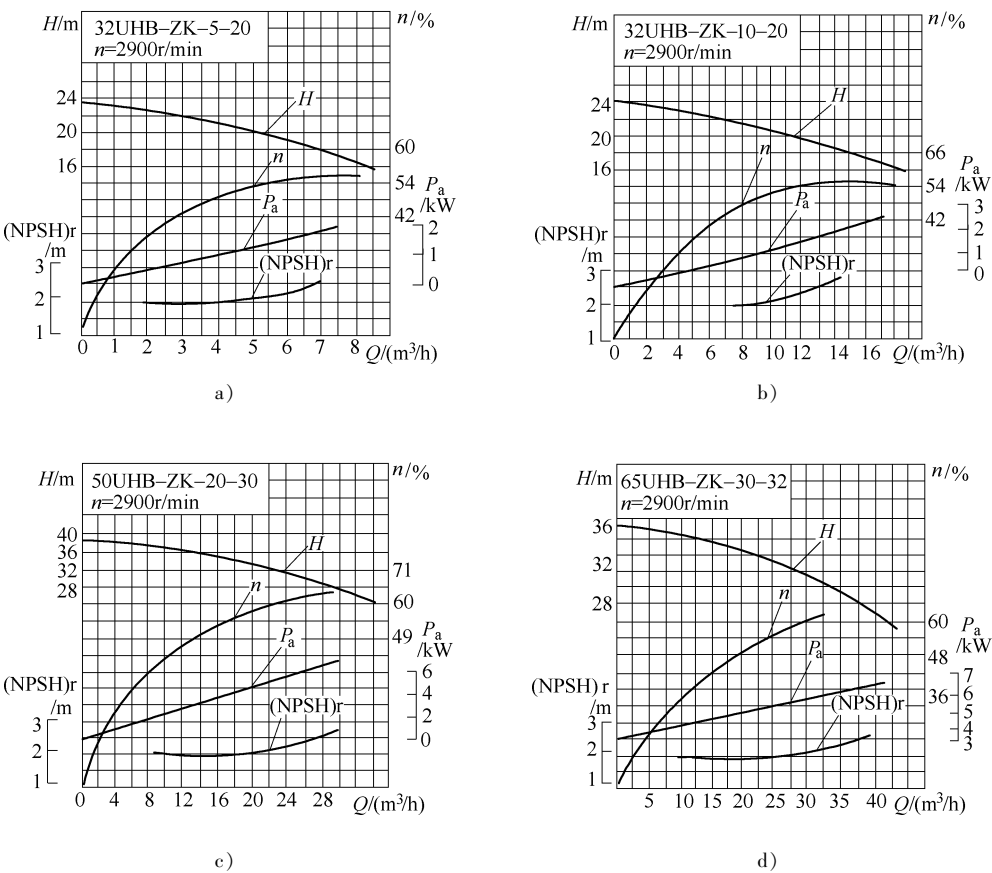 H/m
32UHB–ZK–5–20
n=2900r/min
n/%
24
20
16
H
n
Pa
(NPSH)r
60
54
42
Pa
/kW
2
1
0
(NPSH)r
/m
3
2
1
0 1 2 3 4 5 6 7 8 Q/(m³/h)
a)
H/m
32UHB–ZK–10–20
n=2900r/min
n/%
24
20
16
H
n
Pa
(NPSH)r
66
54
42
Pa
/kW
3
2
1
0
(NPSH)r
/m
3
2
1
0 2 4 6 8 10 12 14 16 Q/(m³/h)
b)
H/m
50UHB–ZK–20–30
n=2900r/min
n/%
40
36
32
28
H
n
Pa
(NPSH)r
71
60
49
Pa
/kW
6
4
2
0
(NPSH)r
/m
3
2
1
0 4 8 12 16 20 24 28 Q/(m³/h)
c)
H/m
65UHB–ZK–30–32
n=2900r/min
n/%
36
32
28
H
n
Pa
(NPSH)r
60
48
36
Pa
/kW
7
6
5
4
3
(NPSH) r
/m
3
2
1
5 10 15 20 25 30 35 40 Q/(m³/h)
d)